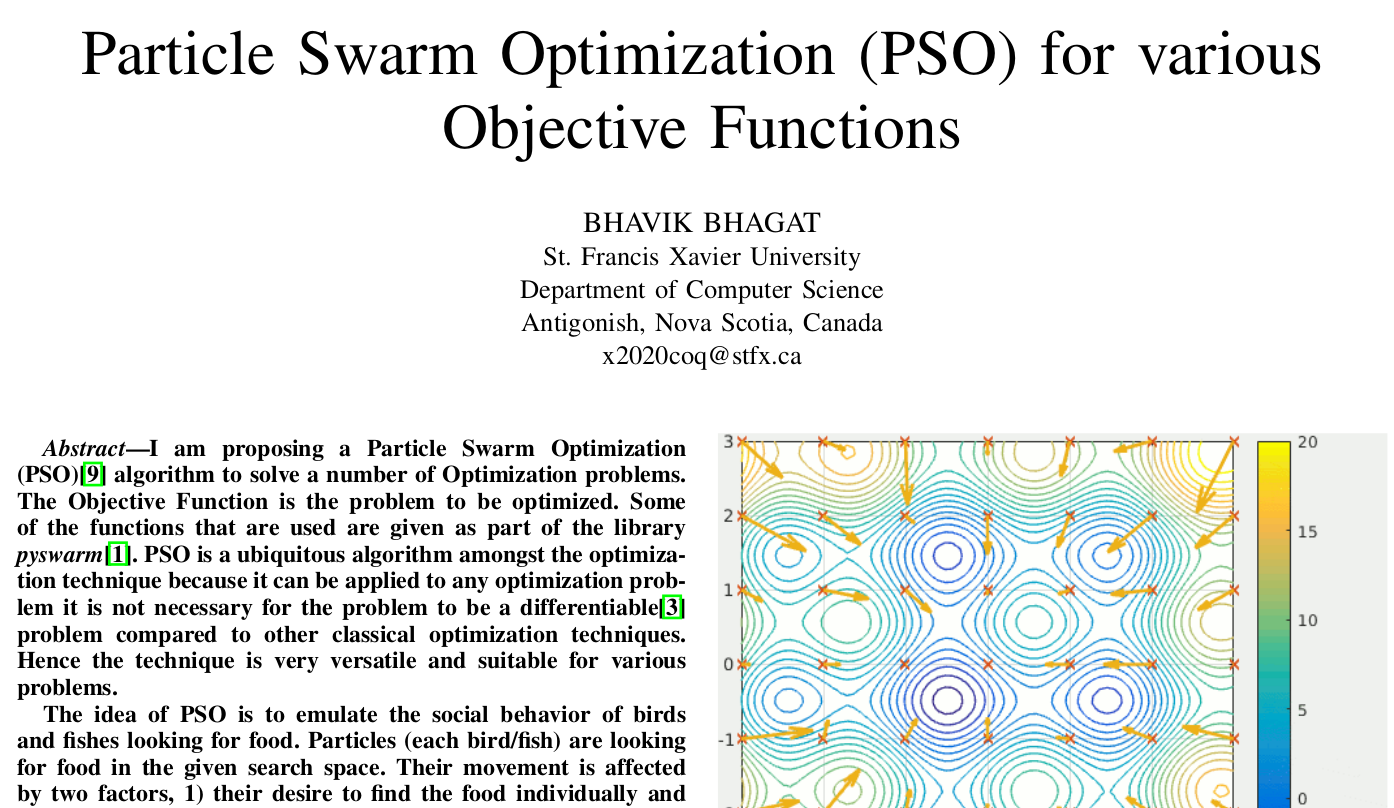 Particle Swarm Optimization (PSO) for various
Objective Functions
BHAVIK BHAGAT
St. Francis Xavier University
Department of Computer Science
Antigonish, Nova Scotia, Canada
x2020coq@stfx.ca
Abstract—I am proposing a Particle Swarm Optimization
(PSO)[9] algorithm to solve a number of Optimization problems.
The Objective Function is the problem to be optimized. Some
of the functions that are used are given as part of the library
pyswarm[1]. PSO is a ubiquitous algorithm amongst the optimiza-
tion technique because it can be applied to any optimization prob-
lem it is not necessary for the problem to be a differentiable[3]
problem compared to other classical optimization techniques.
Hence the technique is very versatile and suitable for various
problems.
The idea of PSO is to emulate the social behavior of birds
and fishes looking for food. Particles (each bird/fish) are looking
for food in the given search space. Their movement is affected
by two factors, 1) their desire to find the food individually and
3
2
1
0
-1
20
15
10
5
0